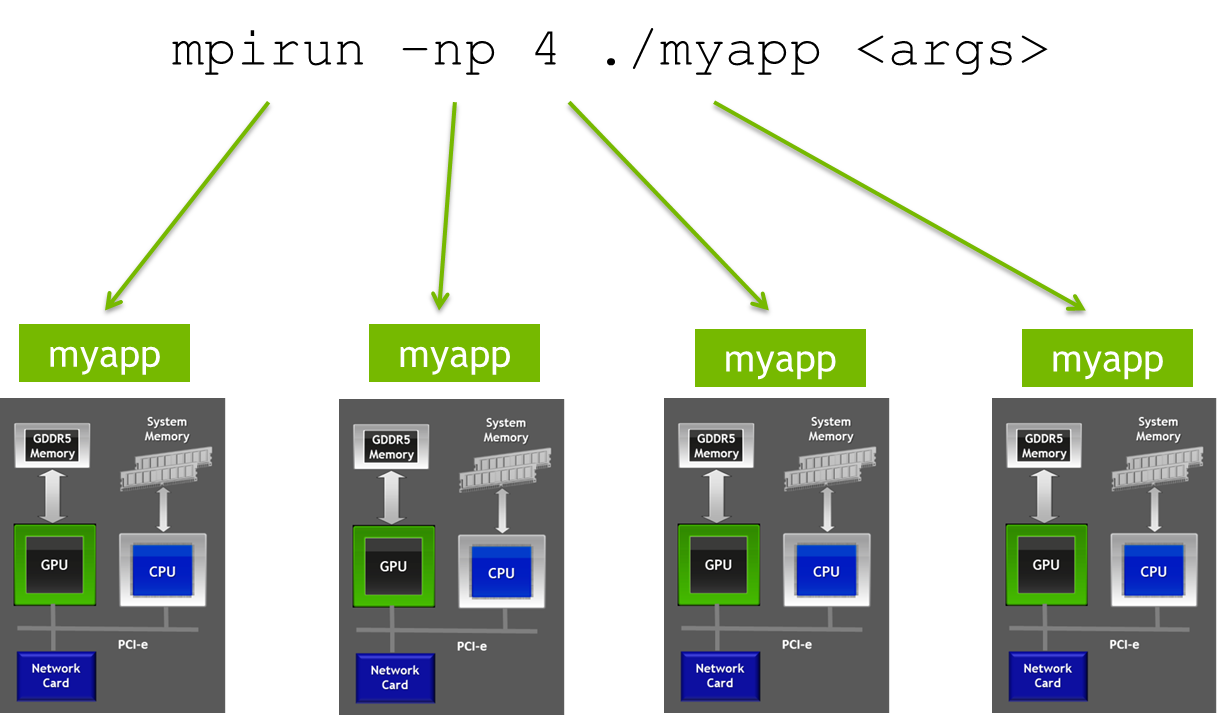 mpirun -np 4 ./myapp <args>
myapp
myapp
myapp
myapp
GDDR5
Memory
System
Memory
GPU
CPU
PCI-e
Network
Card
GDDR5
Memory
System
Memory
GPU
CPU
PCI-e
Network
Card
GDDR5
Memory
System
Memory
GPU
CPU
PCI-e
Network
Card
GDDR5
Memory
System
Memory
GPU
CPU
PCI-e
Network
Card